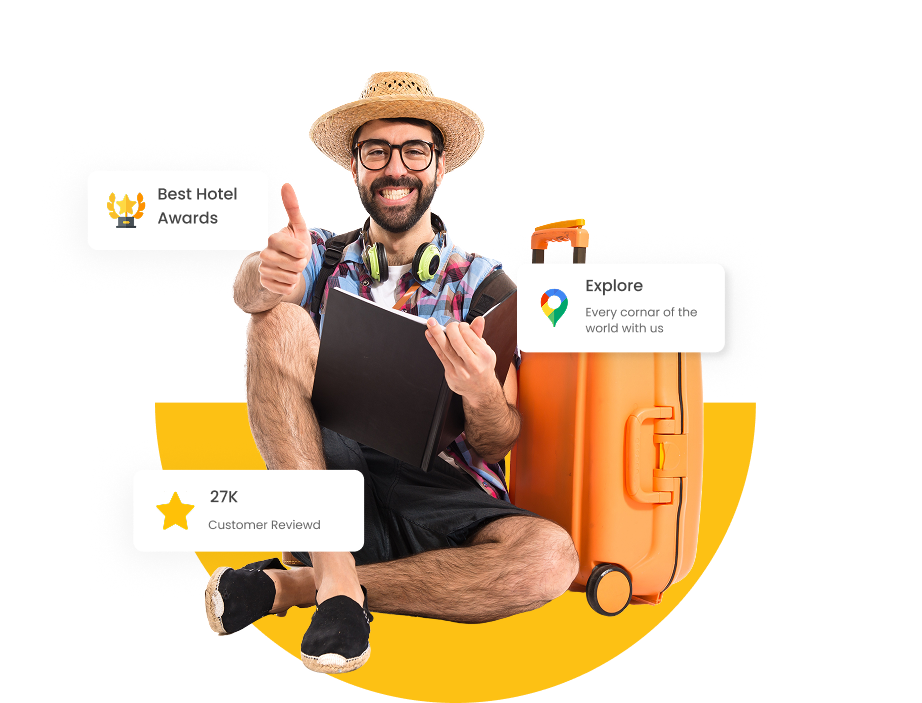 Best Hotel
Awards
Explore
Every cornar of the
world with us
27K
Customer Reviewd